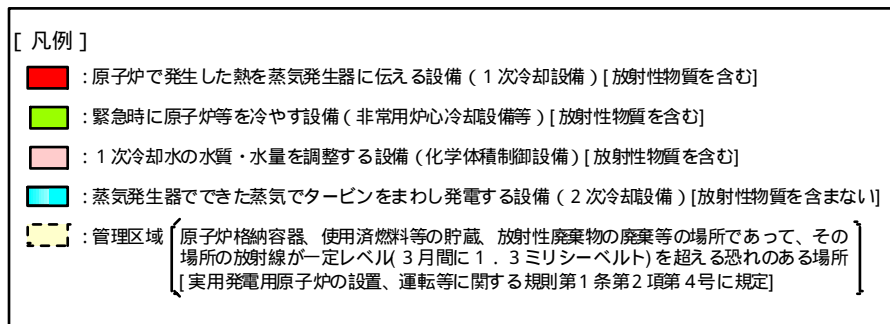 [ 凡例 ]
：原子炉で発生した熱を蒸気発生器に伝える設備（１次冷却設備）[放射性物質を含む]
：緊急時に原子炉等を冷やす設備（非常用炉心冷却設備等）[放射性物質を含む]
：１次冷却水の水質・水量を調整する設備（化学体積制御設備）[放射性物質を含む]
：蒸気発生器でできた蒸気でタービンをまわし発電する設備（２次冷却設備）[放射性物質を含まない]
：管理区域 原子炉格納容器、使用済燃料等の貯蔵、放射性廃棄物の廃棄等の場所であって、その
場所の放射線が一定レベル（３月間に１．３ミリシーベルト）を超える恐れのある場所
[実用発電用原子炉の設置、運転等に関する規則第１条第２項第４号に規定]